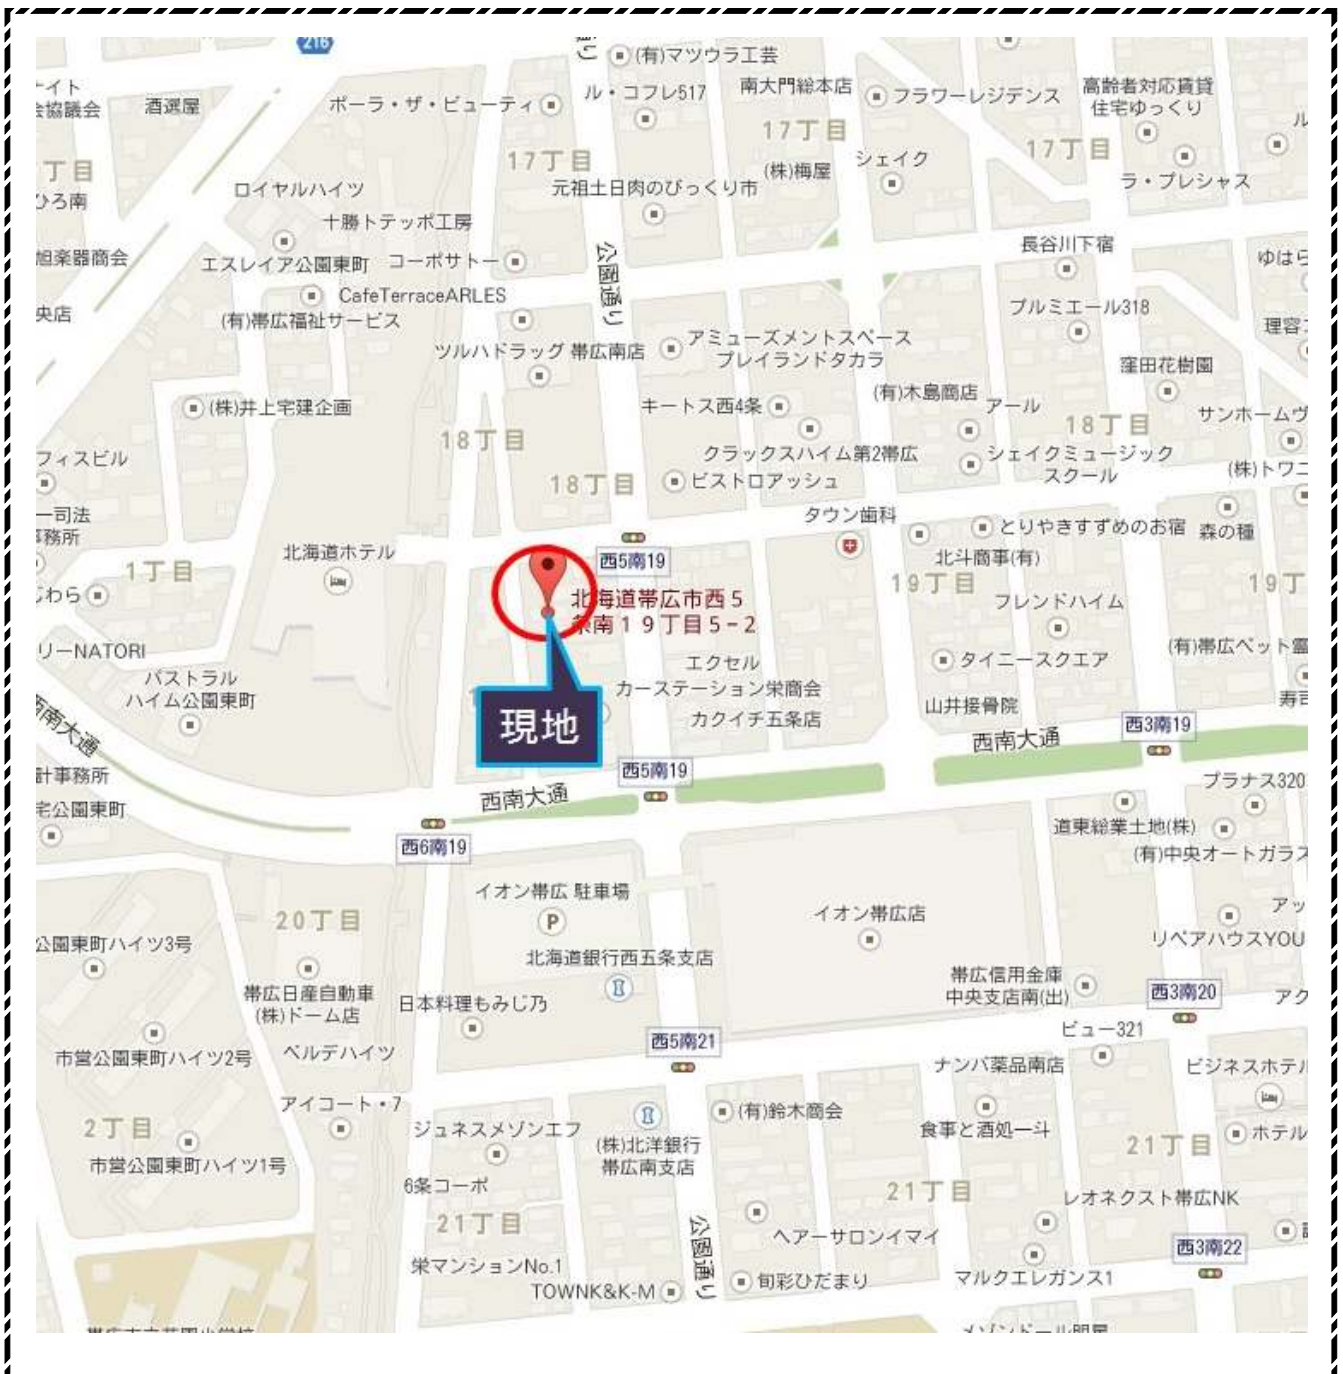 216
通り
(有)マツウラ工芸
ル・コフレ517
南大門総本店
フラワーレジデンス
高齢者対応賃貸
住宅ゆっくり
酒選屋
ポーラ・ザ・ビューティ
17丁目
17丁目
17丁目
(株)梅屋
シェイク
ラ・プレシャス
元祖土日肉のびっくり市
ロイヤルハイツ
十勝トテッポ工房
長谷川下宿
旭楽器商会
エスレイア公園東町
コーポサトー
公園通り
CafeTerraceARLES
(有)帯広福祉サービス
プルミエール318
アミューズメントスペース
プレイランドタカラ
ツルハドラッグ 帯広南店
窪田花樹園
(株)井上宅建企画
キートス西4条
(有)木島商店
アール
18丁目
18丁目
18丁目
クラックスハイム第2帯広
シェイクミュージック
スクール
ビストロアッシュ
タウン歯科
とりやきすずめのお宿
森の種
北海道ホテル
西5南19
北斗商事(有)
1丁目
19丁目
北海道帯広市西５
条南１９丁目５-２
フレンドハイム
バストラル
ハイム公園東町
エクセル
カーステーション栄商会
カクイチ五条店
タイニースクエア
山井接骨院
現地
西3南19
西南大通
西南大通
西5南19
西南大通
西6南19
プラナス320
道東総業土地(株)
(有)中央オートガラス
イオン帯広 駐車場
P
イオン帯広店
20丁目
公園東町ハイツ3号
リペアハウスYOU
北海道銀行西五条支店
帯広信用金庫
中央支店南(出)
帯広日産自動車
(株)ドーム店
日本料理もみじ乃
西3南20
西5南21
ビュー321
市営公園東町ハイツ2号
ベルデハイツ
ナンバ薬品南店
アイコート・7
ジュネスメゾンエフ
(株)北洋銀行
帯広南支店
(有)鈴木商会
食事と酒処一斗
2丁目
市営公園東町ハイツ1号
21丁目
ホテル
6条コーポ
21丁目
21丁目
レオネクスト帯広NK
公園通り
ヘアーサロンイマイ
西3南22
栄マンションNo.1
TOWNK&K-M
旬彩ひだまり
マルクエレガンス1